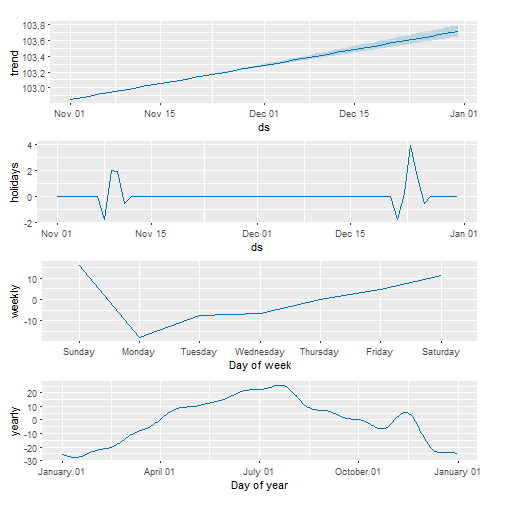 trend
103.8
103.6
103.4
103.2
103.0
Nov 01 Nov 15 Dec 01 Dec 15 Jan 01
ds
holidays
4
2
0
-2
Nov 01 Nov 15 Dec 01 Dec 15 Jan 01
ds
weekly
10
0
-10
Sunday Monday Tuesday Wednesday Thursday Friday Saturday
Day of week
yearly
20
10
0
-10
-20
-30
January 01 April 01 July 01 October 01 January 01
Day of year